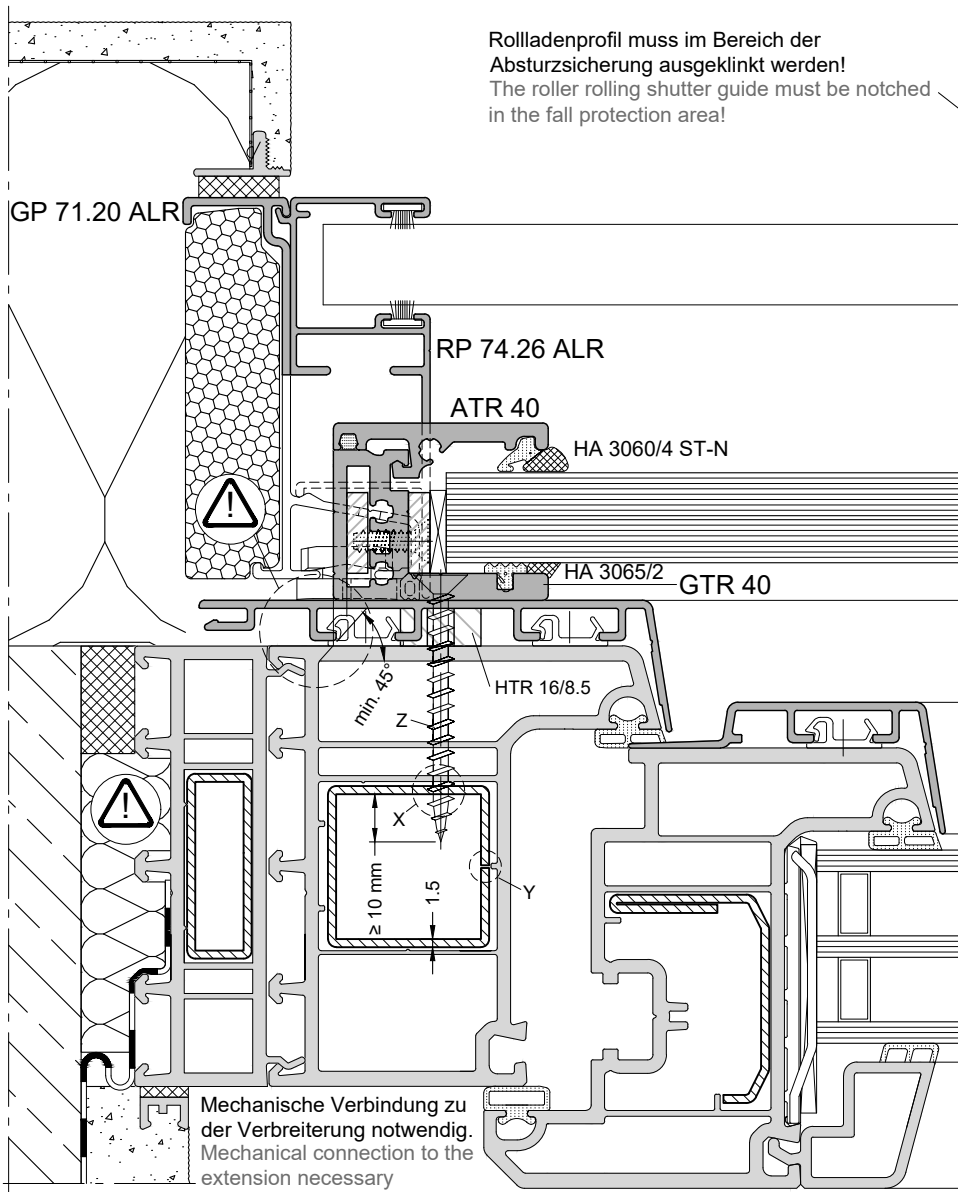 Rollladenprofil muss im Bereich der
Absturzsicherung ausgeklinkt werden!
The roller rolling shutter guide must be notched
in the fall protection area!
GP 71.20 ALR
RP 74.26 ALR
ATR 40
HA 3060/4 ST-N
HA 3065/2
GTR 40
min. 45°
HTR 16/8.5
Z
X
≥ 10 mm
1.5
Y
Mechanische Verbindung zu
der Verbreiterung notwendig.
Mechanical connection to the
extension necessary